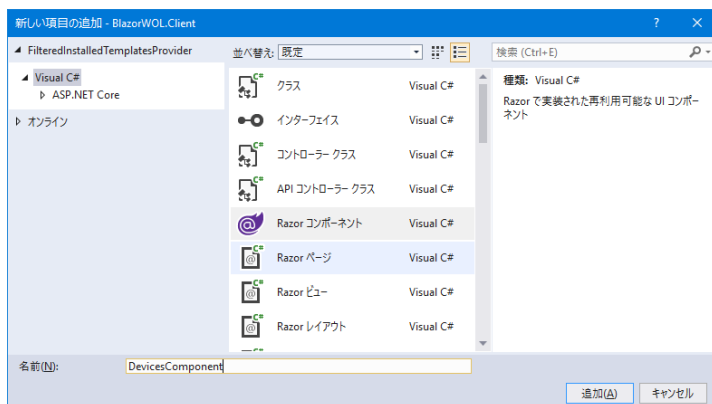 新しい項目の追加 - BlazorWOL.Client
FilteredInstalledTemplatesProvider
Visual C#
ASP.NET Core
オンライン
並べ替え: 既定
検索 (Ctrl+E)
クラス Visual C#
インターフェイス Visual C#
コントローラー クラス Visual C#
API コントローラー クラス Visual C#
Razor コンポーネント Visual C#
Razor ページ Visual C#
Razor ビュー Visual C#
Razor レイアウト Visual C#
種類: Visual C#
Razor で実装された再利用可能な UI コンポー
ネント
名前(N): DevicesComponent
追加(A) キャンセル